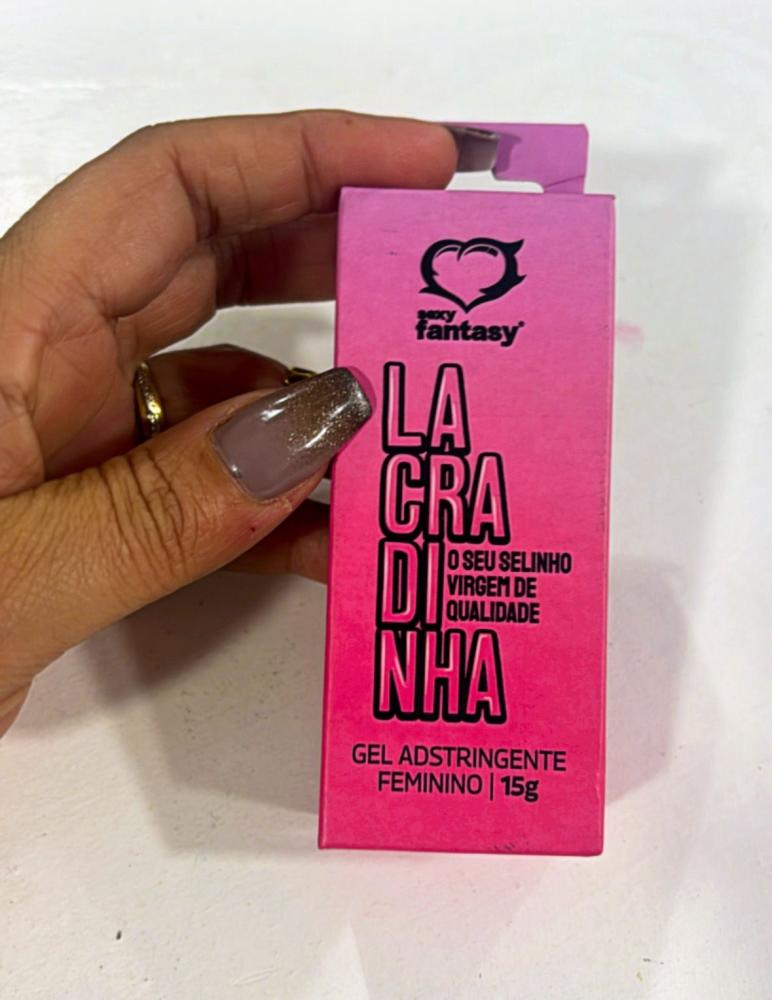 sexy
fantasy®
LA
CRA
DI
NHA
O SEU SELINHO
VIRGEM DE
QUALIDADE
GEL ADSTRINGENTE
FEMININO | 15g